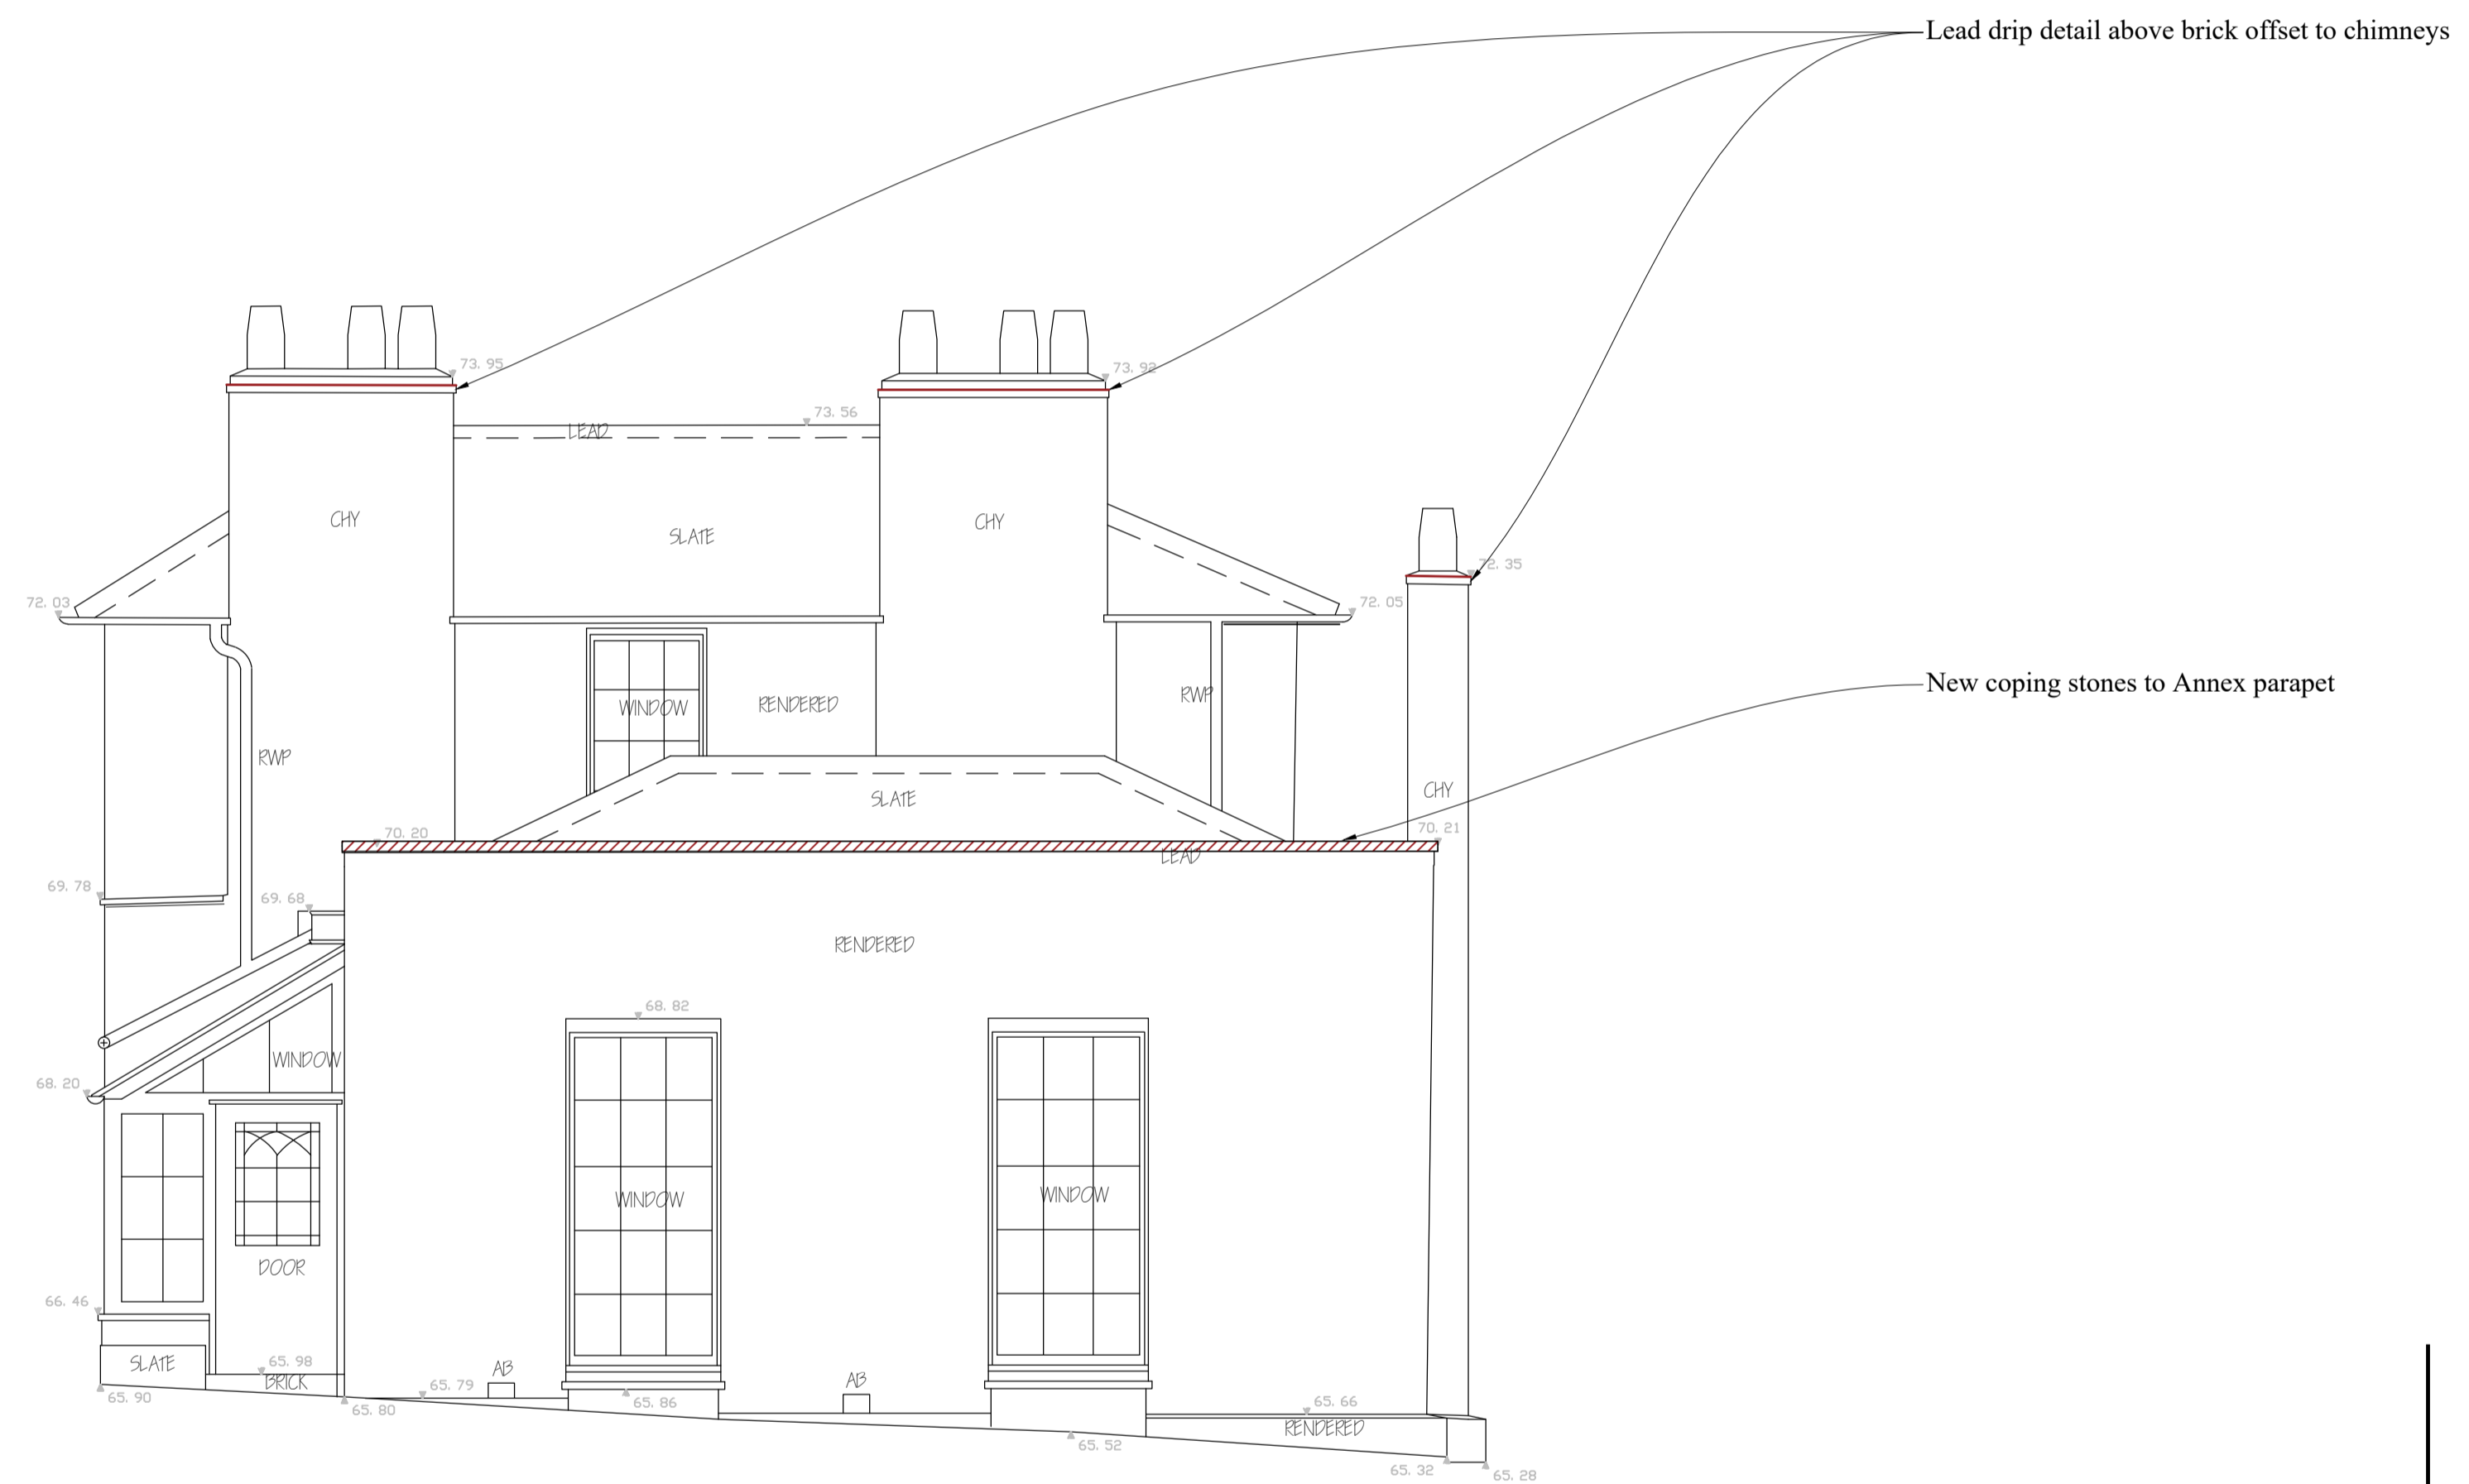 Lead drip detail above brick offset to chimneys
73. 95
73. 92
73. 56
LEAD
CHY
CHY
SLATE
72. 35
72. 03
72. 05
New coping stones to Annex parapet
RWP
WINDOW
RENDERED
RWP
CHY
SLATE
70. 20
70. 21
LEAD
69. 78
69. 68
RENDERED
68. 82
WINDOW
68. 20
WINDOW
WINDOW
DOOR
66. 46
SLATE
65. 98
BRICK
AB
AB
65. 79
65. 90
65. 80
65. 86
65. 66
RENDERED
65. 52
65. 32
65. 28